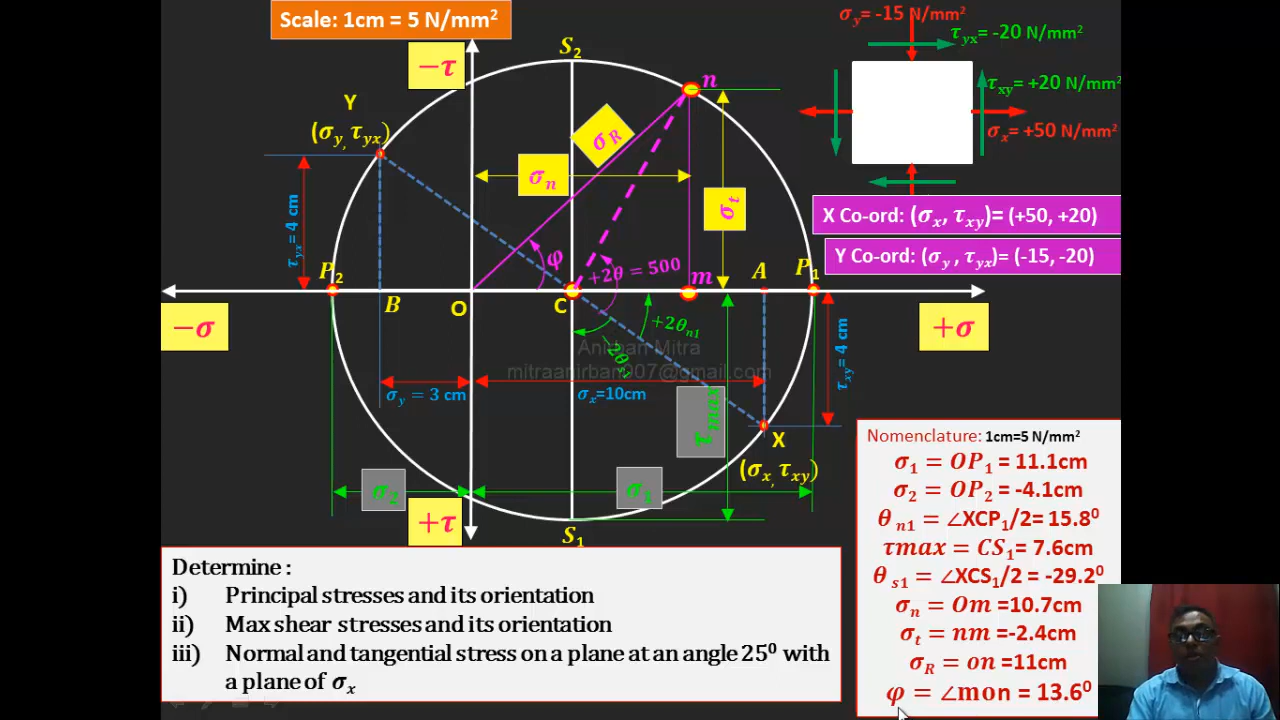 Scale: 1cm = 5 N/mm²
−τ
S₂
n
Y
(σy, τyx)
σR
σn
σt
φ
+2θ = 500
τyx = 4 cm
P₂
B
O
C
m
A
P₁
−σ
+σ
+2θn1
−2θs1
Anirban Mitra
mitraanirban907@gmail.com
σy = 3 cm
σx=10cm
τmax
τxy = 4 cm
X
(σx, τxy)
σ₂
σ₁
+τ
S₁
σy = -15 N/mm²
τyx= -20 N/mm²
τxy= +20 N/mm²
σx= +50 N/mm²
X Co-ord: (σx, τxy)= (+50, +20)
Y Co-ord: (σy , τyx)= (-15, -20)
Nomenclature: 1cm=5 N/mm²
σ₁ = OP₁ = 11.1cm
σ₂ = OP₂ = -4.1cm
θn1 = ∠XCP₁/2= 15.8⁰
τmax = CS₁= 7.6cm
θs1 = ∠XCS₁/2 = -29.2⁰
σn = Om =10.7cm
σt = nm =-2.4cm
σR = on =11cm
φ = ∠mon = 13.6⁰
Determine :
i) Principal stresses and its orientation
ii) Max shear stresses and its orientation
iii) Normal and tangential stress on a plane at an angle 25⁰ with
a plane of σx